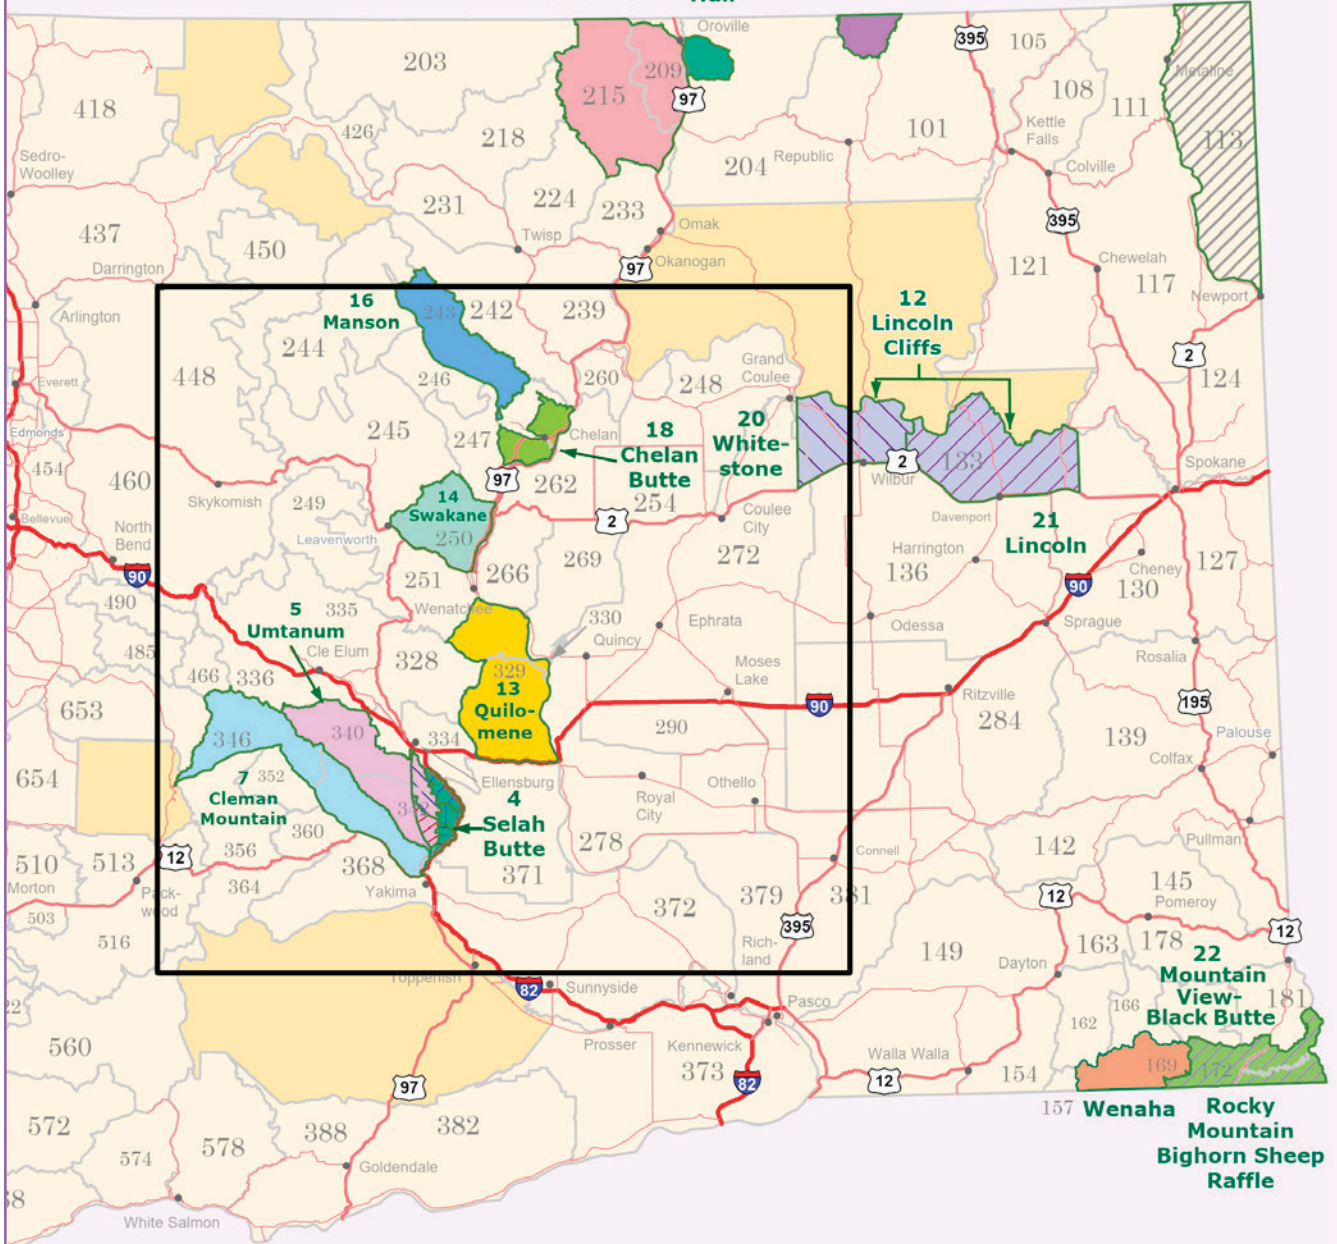 Oroville
203
209
215
97
395
105
Metaline
418
426
218
101
108
111
113
Kettle
Falls
Sedro-
Woolley
204
Republic
Colville
231
224
233
437
Twisp
Omak
395
450
Okanogan
97
121
Chewelah
117
Darrington
Newport
16
Manson
243
242
239
12
Lincoln
Cliffs
Arlington
244
2
448
246
260
248
Grand
Coulee
124
Everett
245
247
Chelan
18
Chelan
Butte
20
White-
stone
Edmonds
454
460
133
2
Wilbur
Spokane
97
262
254
Skykomish
249
14
Swakane
250
2
Coulee
City
Davenport
21
Lincoln
Bellevue
North
Bend
Leavenworth
269
272
Harrington
136
127
90
251
266
90
130
Cheney
490
335
Wenatchee
5
Umtanum
330
Ephrata
Odessa
Sprague
Quincy
485
Cle Elum
328
329
Moses
Lake
Rosalia
466
336
13
Quilo-
mene
90
Ritzville
195
653
346
340
334
290
284
139
Palouse
Colfax
654
352
7
Cleman
Mountain
Ellensburg
Othello
4
Selah
Butte
Royal
City
360
278
Pullman
12
356
142
510
513
368
371
Connell
Morton
Pack-
wood
364
Yakima
379
381
12
145
Pomeroy
503
372
395
12
516
Rich-
land
149
163
178
22
Mountain
View-
Black Butte
Dayton
Toppenish
82
Sunnyside
Pasco
166
181
162
560
Prosser
Kennewick
Walla Walla
169
172
97
373
82
12
154
157
Wenaha
Rocky
Mountain
Bighorn Sheep
Raffle
572
574
578
388
382
Goldendale
White Salmon